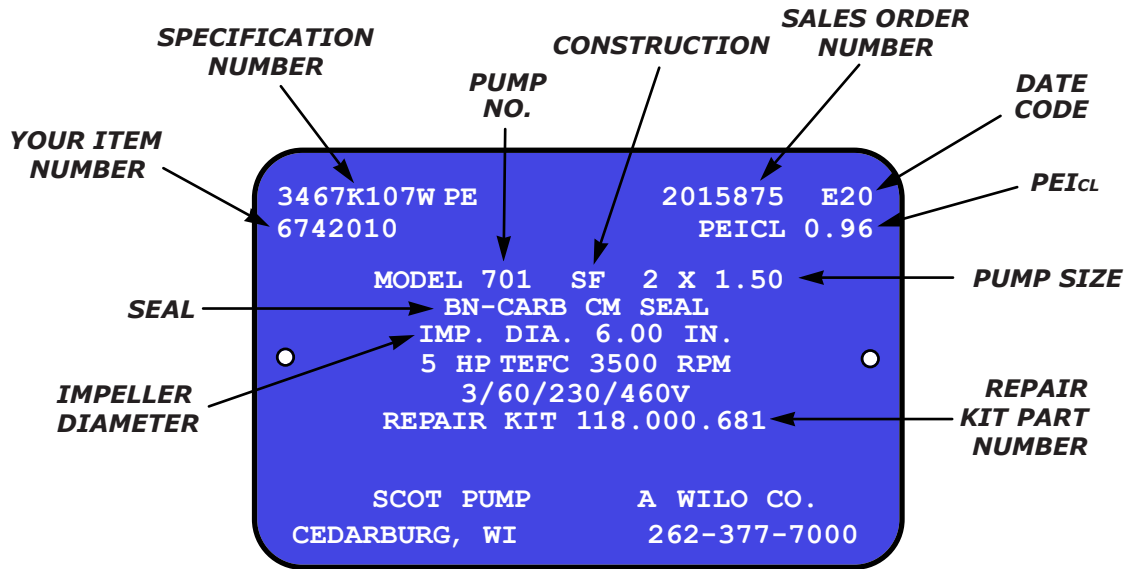 SPECIFICATION
NUMBER
PUMP
NO.
CONSTRUCTION
SALES ORDER
NUMBER
DATE
CODE
YOUR ITEM
NUMBER
PEICL
3467K107W PE 2015875 E20
6742010 PEICL 0.96
MODEL 701 SF 2 X 1.50
PUMP SIZE
SEAL
BN-CARB CM SEAL
IMP. DIA. 6.00 IN.
5 HP TEFC 3500 RPM
3/60/230/460V
REPAIR KIT 118.000.681
IMPELLER
DIAMETER
REPAIR
KIT PART
NUMBER
SCOT PUMP A WILO CO.
CEDARBURG, WI 262-377-7000